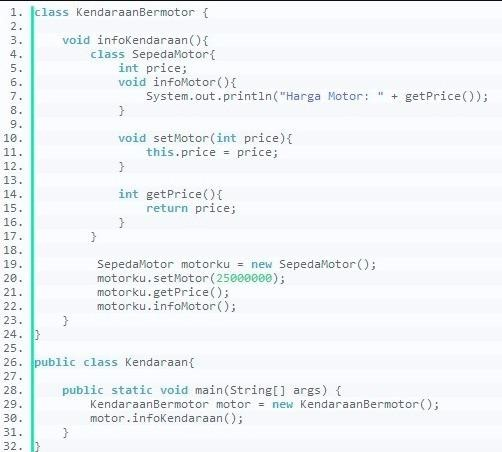 1. class KendaraanBermotor {
2.
3.     void infoKendaraan(){
4.         class SepedaMotor{
5.             int price;
6.             void infoMotor(){
7.                 System.out.println("Harga Motor: " + getPrice());
8.             }
9.
10.             void setMotor(int price){
11.                 this.price = price;
12.             }
13.
14.             int getPrice(){
15.                 return price;
16.             }
17.         }
18.
19.          SepedaMotor motorku = new SepedaMotor();
20.          motorku.setMotor(25000000);
21.          motorku.getPrice();
22.          motorku.infoMotor();
23.     }
24. }
25.
26. public class Kendaraan{
27.
28.     public static void main(String[] args) {
29.         KendaraanBermotor motor = new KendaraanBermotor();
30.         motor.infoKendaraan();
31.     }
32. }